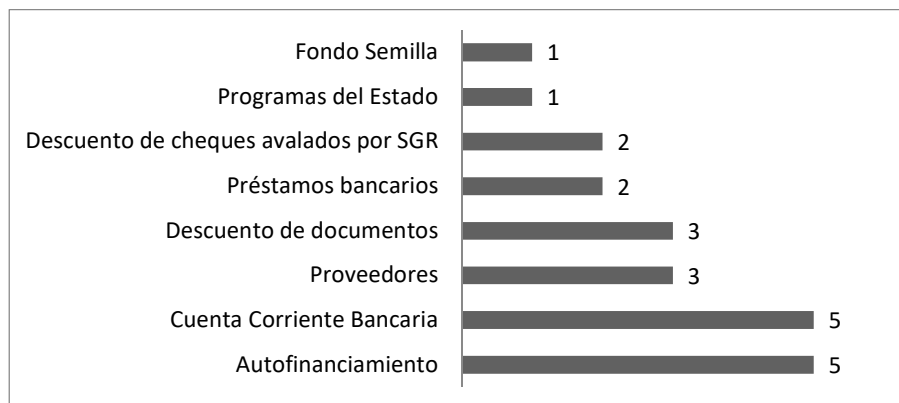 Fondo Semilla 1
Programas del Estado 1
Descuento de cheques avalados por SGR 2
Préstamos bancarios 2
Descuento de documentos 3
Proveedores 3
Cuenta Corriente Bancaria 5
Autofinanciamiento 5